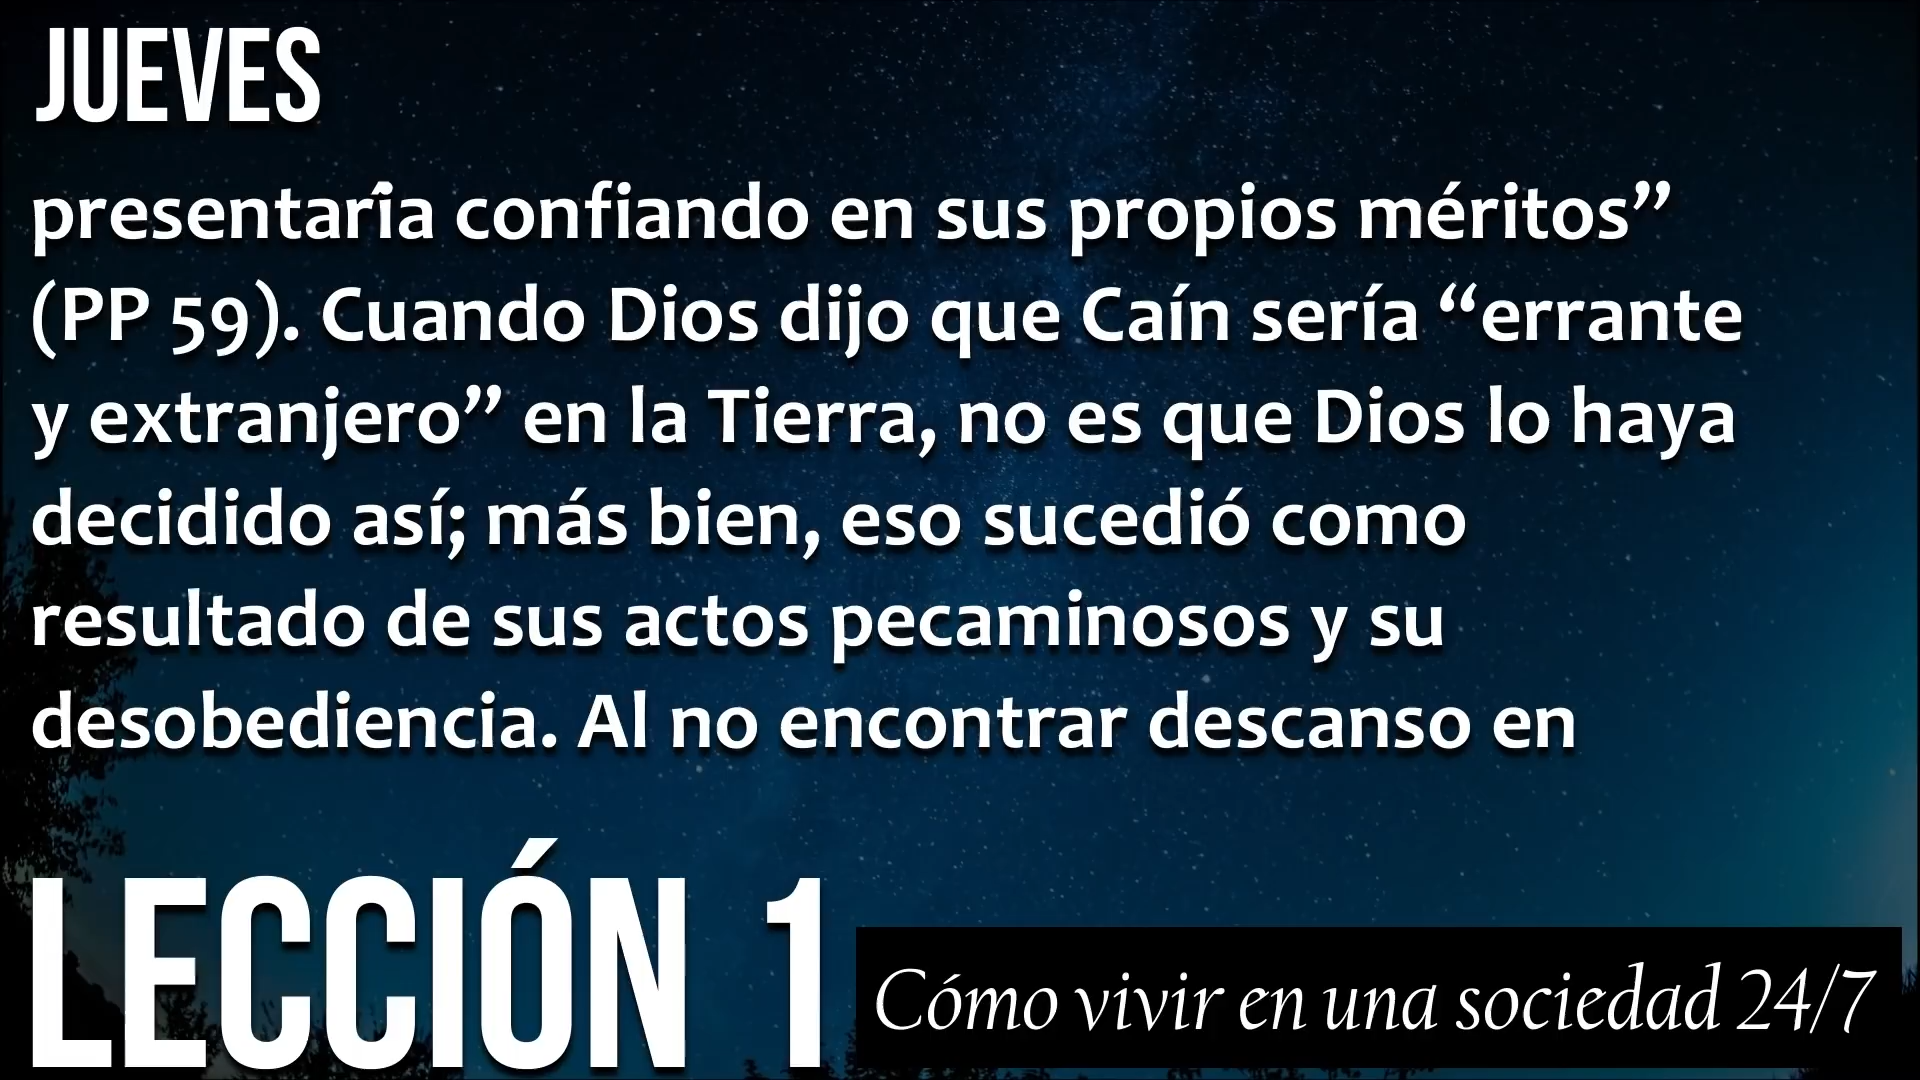 JUEVES
presentaría confiando en sus propios méritos”
(PP 59). Cuando Dios dijo que Caín sería “errante
y extranjero” en la Tierra, no es que Dios lo haya
decidido así; más bien, eso sucedió como
resultado de sus actos pecaminosos y su
desobediencia. Al no encontrar descanso en
LECCIÓN 1
Cómo vivir en una sociedad 24/7